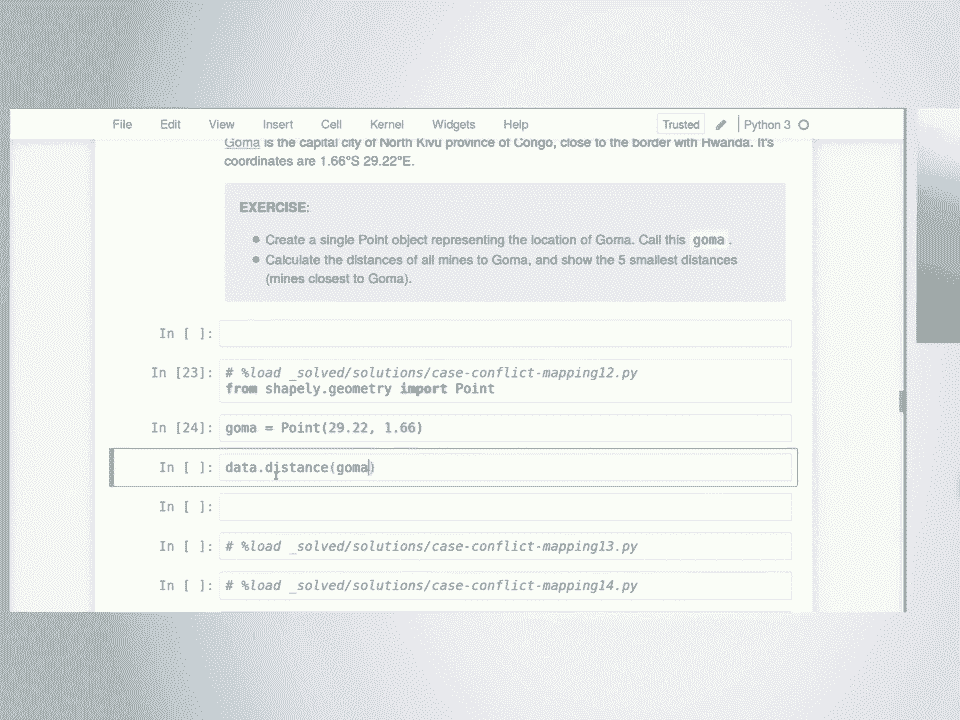 File Edit View Insert Cell Kernel Widgets Help Trusted Python 3
Goma is the capital city of North Kivu province of Congo, close to the border with Rwanda. It's
coordinates are 1.66°S 29.22°E.
EXERCISE:
Create a single Point object representing the location of Goma. Call this goma .
Calculate the distances of all mines to Goma, and show the 5 smallest distances
(mines closest to Goma).
In [ ]:
In [23]: # %load _solved/solutions/case-conflict-mapping12.py
from shapely.geometry import Point
In [24]: goma = Point(29.22, 1.66)
In [ ]: data.distance(goma)
In [ ]:
In [ ]: # %load _solved/solutions/case-conflict-mapping13.py
In [ ]: # %load _solved/solutions/case-conflict-mapping14.py